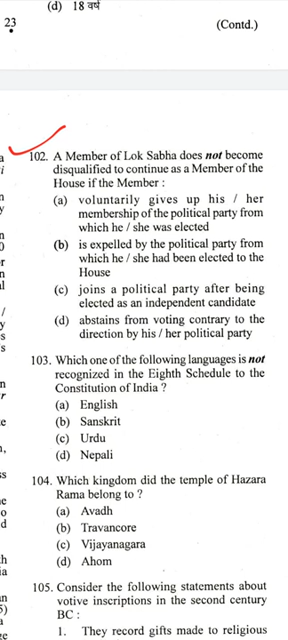 (d) 18 वर्ष
23
(Contd.)
102. A Member of Lok Sabha does not become
disqualified to continue as a Member of the
House if the Member :
(a) voluntarily gives up his / her
membership of the political party from
which he / she was elected
(b) is expelled by the political party from
which he / she had been elected to the
House
(c) joins a political party after being
elected as an independent candidate
(d) abstains from voting contrary to the
direction by his / her political party
103. Which one of the following languages is not
recognized in the Eighth Schedule to the
Constitution of India ?
(a) English
(b) Sanskrit
(c) Urdu
(d) Nepali
104. Which kingdom did the temple of Hazara
Rama belong to ?
(a) Avadh
(b) Travancore
(c) Vijayanagara
(d) Ahom
105. Consider the following statements about
votive inscriptions in the second century
BC :
1. They record gifts made to religious